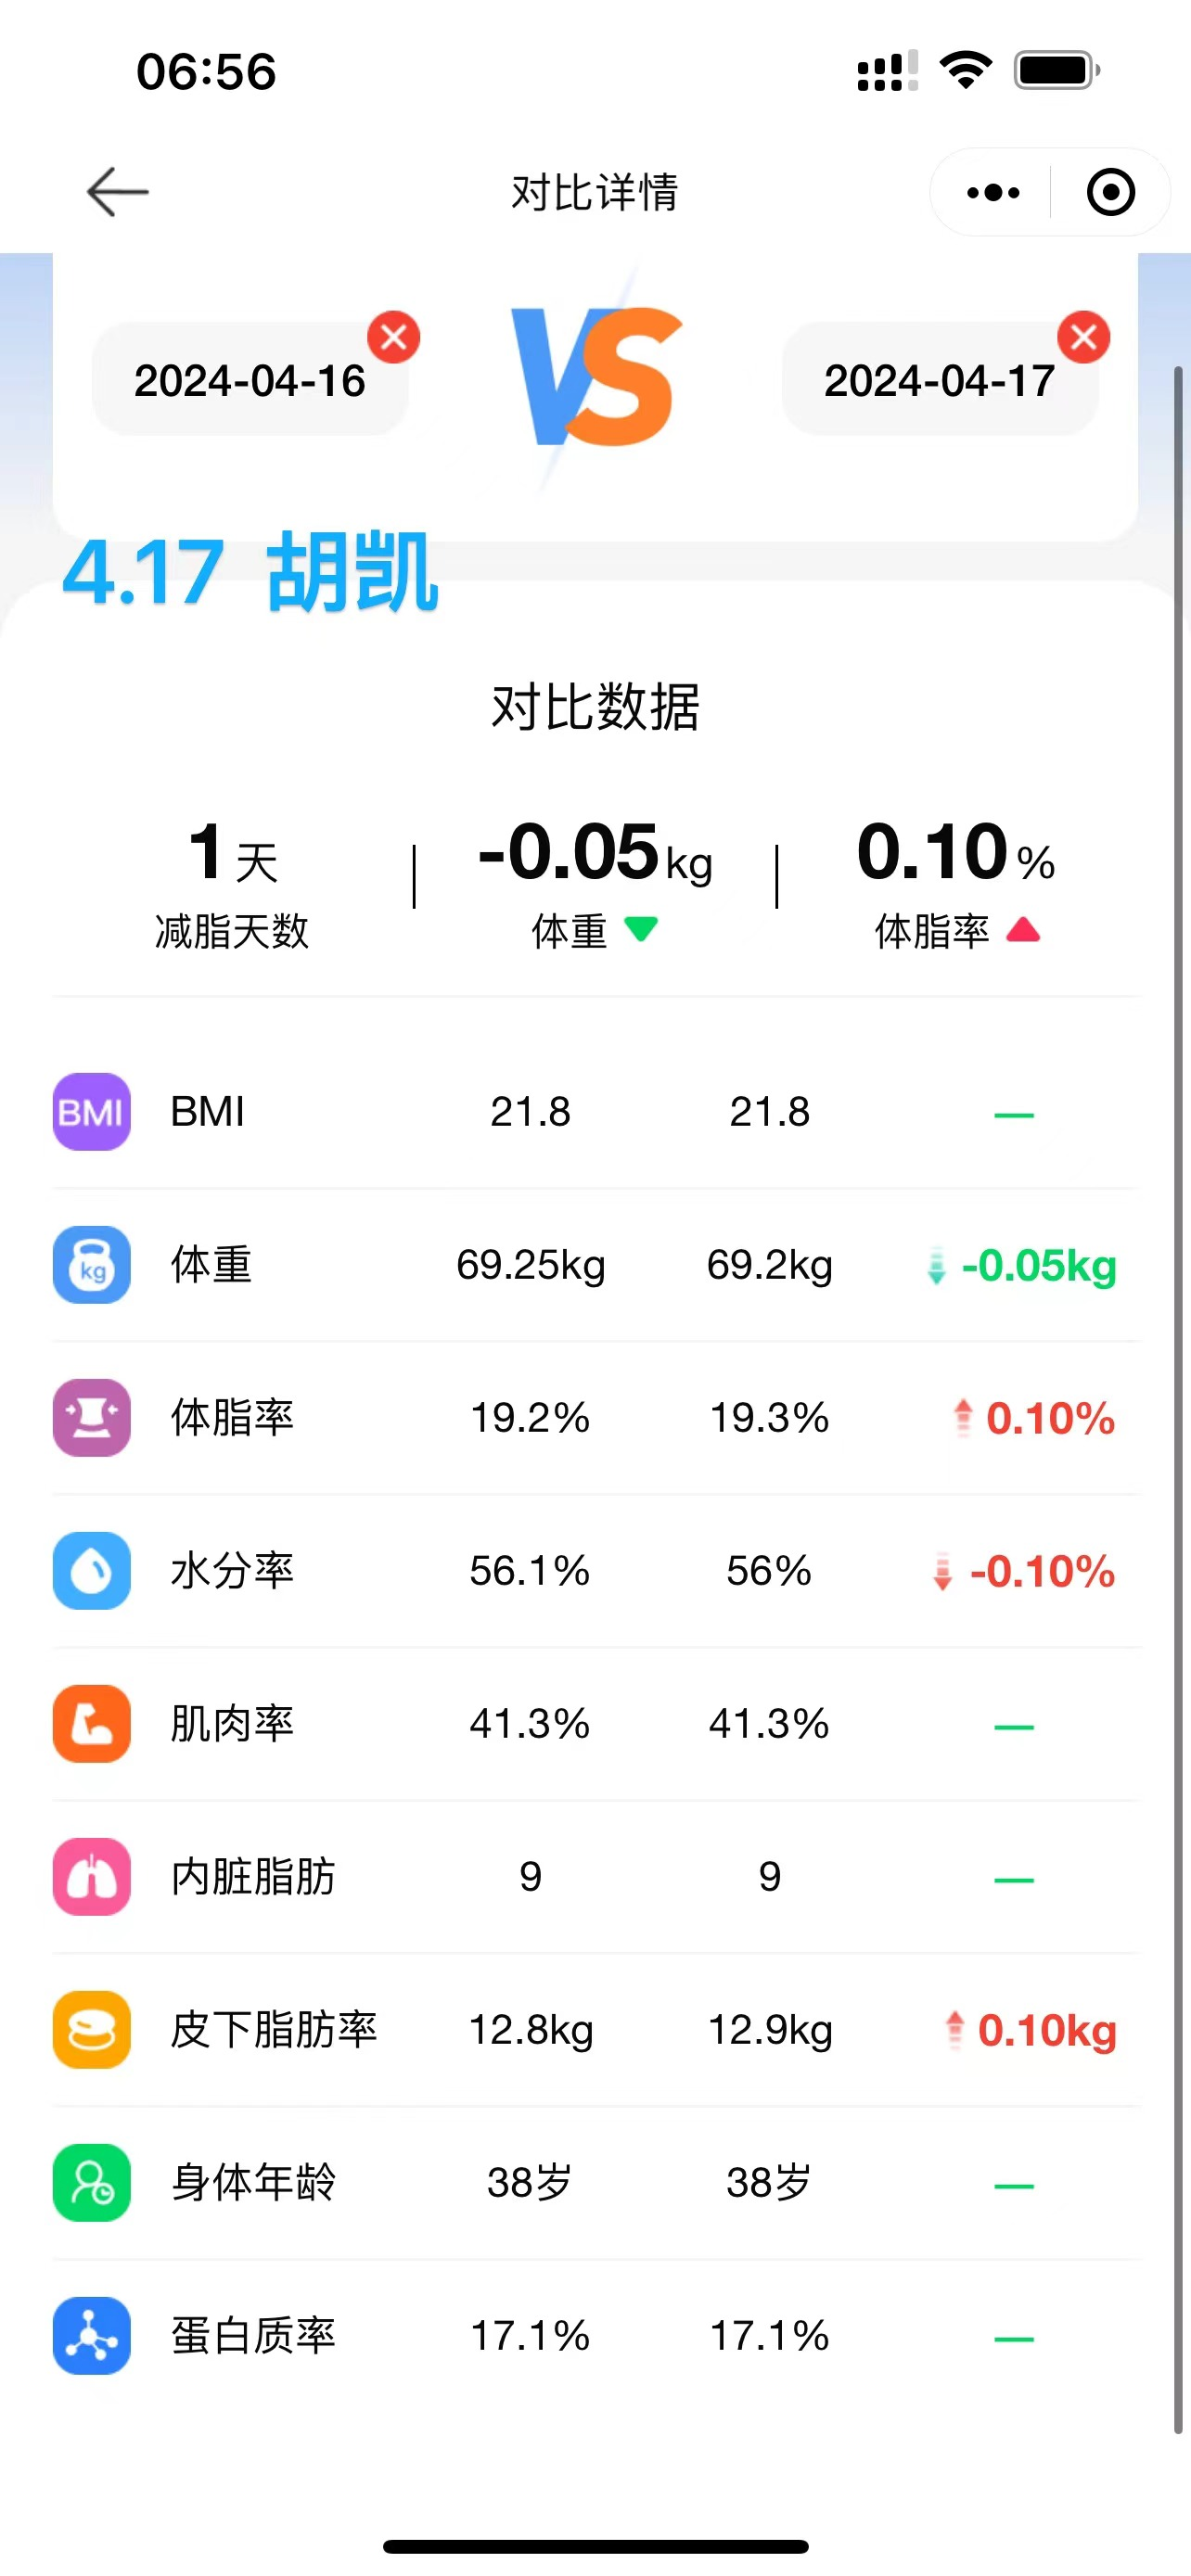 06:56
对比详情
2024-04-16 VS 2024-04-17
4.17 胡凯
对比数据
1天 -0.05kg 0.10%
减脂天数 体重 体脂率
BMI BMI 21.8 21.8 —
kg 体重 69.25kg 69.2kg -0.05kg
体脂率 19.2% 19.3% 0.10%
水分率 56.1% 56% -0.10%
肌肉率 41.3% 41.3% —
内脏脂肪 9 9 —
皮下脂肪率 12.8kg 12.9kg 0.10kg
身体年龄 38岁 38岁 —
蛋白质率 17.1% 17.1% —